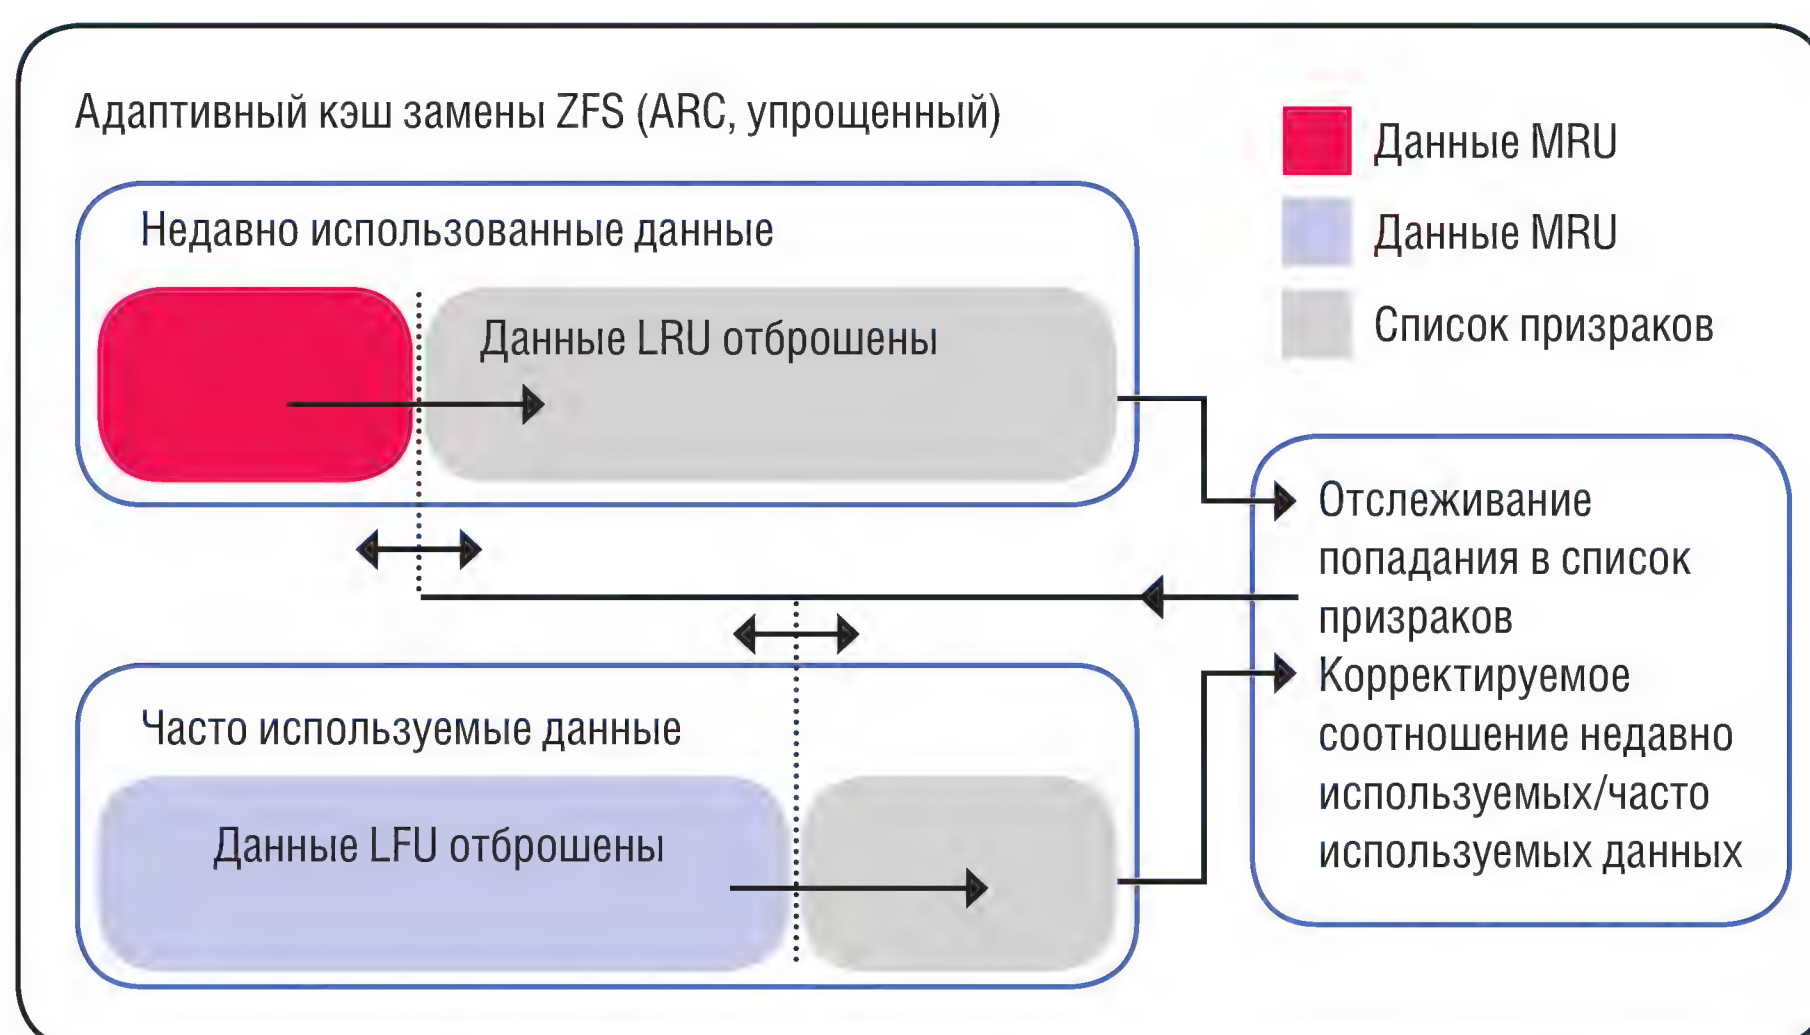 Адаптивный кэш замены ZFS (ARC, упрощенный)
Данные MRU
Данные MRU
Список призраков
Недавно использованные данные
Данные LRU отброшены
Отслеживание
попадания в список
призраков
Корректируемое
соотношение недавно
используемых/часто
используемых данных
Часто используемые данные
Данные LFU отброшены